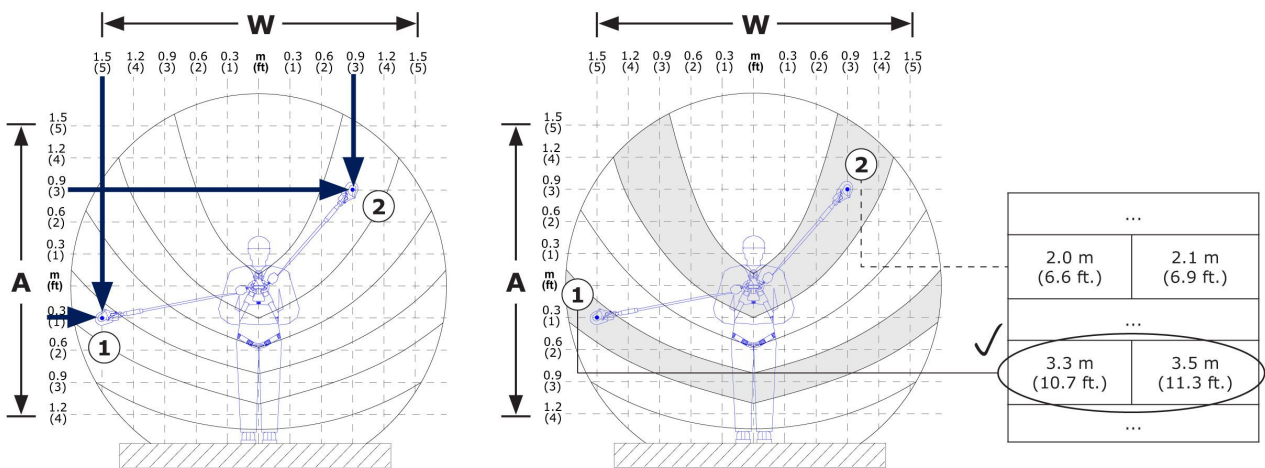 W
1.5 1.2 0.9 0.6 0.3 m 0.3 0.6 0.9 1.2 1.5
(5) (4) (3) (2) (1) (ft) (1) (2) (3) (4) (5)
A
1.5
(5)
1.2
(4)
0.9
(3)
0.6
(2)
0.3
(1)
m
(ft)
0.3
(1)
0.6
(2)
0.9
(3)
1.2
(4)
1
2
W
1.5 1.2 0.9 0.6 0.3 m 0.3 0.6 0.9 1.2 1.5
(5) (4) (3) (2) (1) (ft) (1) (2) (3) (4) (5)
A
1.5
(5)
1.2
(4)
0.9
(3)
0.6
(2)
0.3
(1)
m
(ft)
0.3
(1)
0.6
(2)
0.9
(3)
1.2
(4)
1
2
...
2.0 m 2.1 m
(6.6 ft.) (6.9 ft.)
...
3.3 m 3.5 m
(10.7 ft.) (11.3 ft.)
...